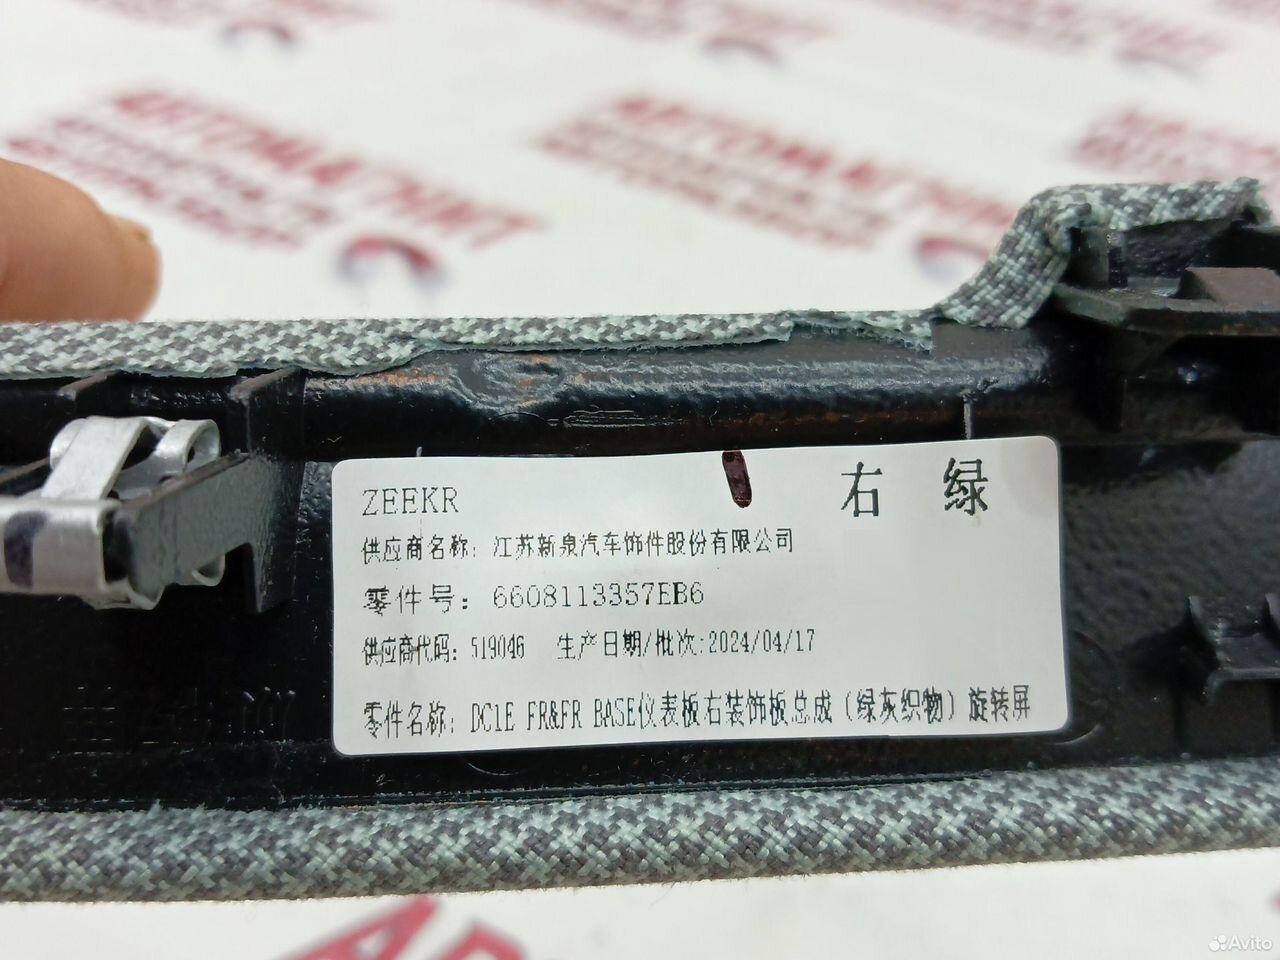 ZEEKR
右 绿
供应商名称: 江苏新泉汽车饰件股份有限公司
零件号: 6608113357EB6
供应商代码: 519046 生产日期/批次:2024/04/17
零件名称: DC1E FR&FR BASE仪表板右装饰板总成 (绿灰织物) 旋转屏
Avito